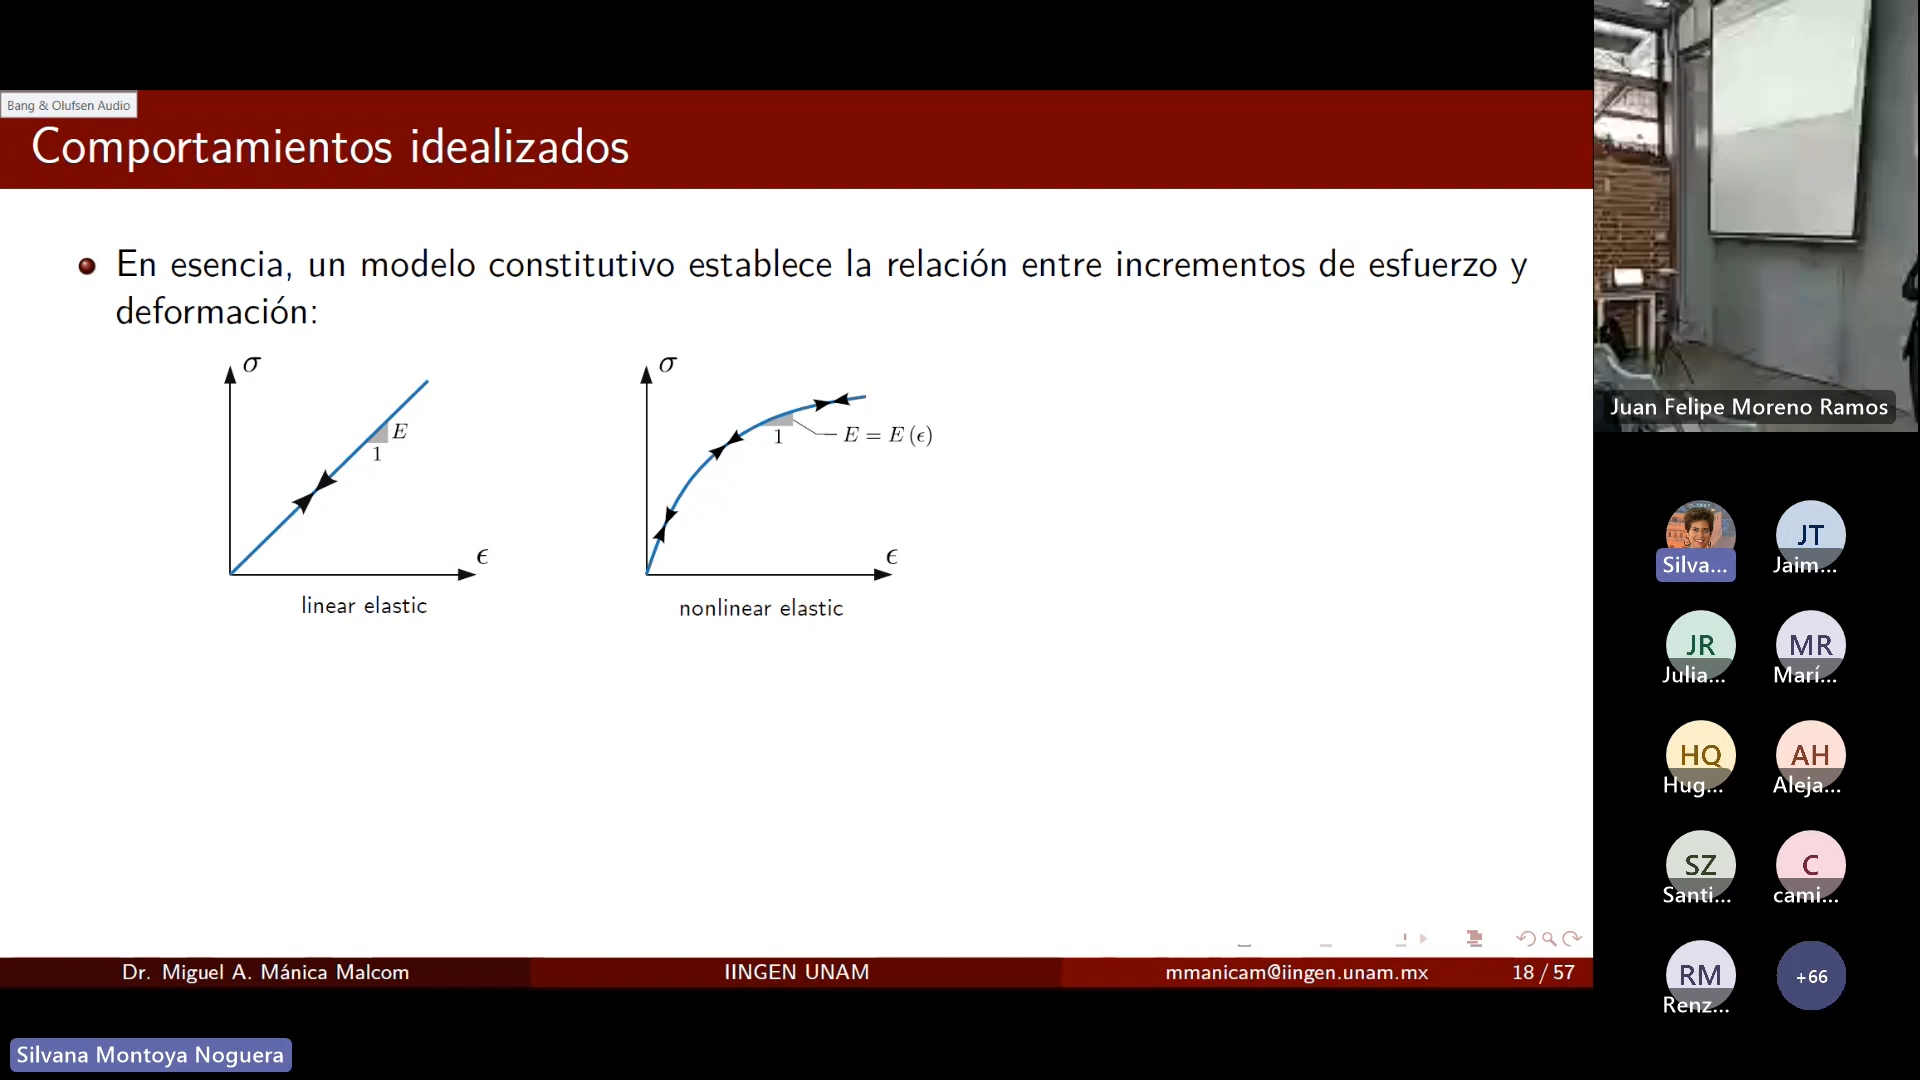 Bang & Olufsen Audio
Comportamientos idealizados
En esencia, un modelo constitutivo establece la relación entre incrementos de esfuerzo y
deformación:
σ
E
1
ϵ
linear elastic
σ
1
E = E (ϵ)
ϵ
nonlinear elastic
Dr. Miguel A. Mánica Malcom
IINGEN UNAM
mmanicam@iingen.unam.mx
18 / 57
Silvana Montoya Noguera
Juan Felipe Moreno Ramos
Silva...
JT
Jaim...
JR
Julia...
MR
Marí...
HQ
Hug...
AH
Aleja...
SZ
Santi...
C
cami...
RM
Renz...
+66